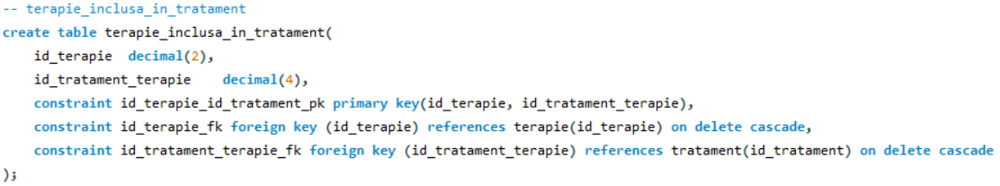 -- terapie_inclusa_in_tratament
create table terapie_inclusa_in_tratament(
    id_terapie  decimal(2),
    id_tratament_terapie    decimal(4),
    constraint id_terapie_id_tratament_pk primary key(id_terapie, id_tratament_terapie),
    constraint id_terapie_fk foreign key (id_terapie) references terapie(id_terapie) on delete cascade,
    constraint id_tratament_terapie_fk foreign key (id_tratament_terapie) references tratament(id_tratament) on delete cascade
);